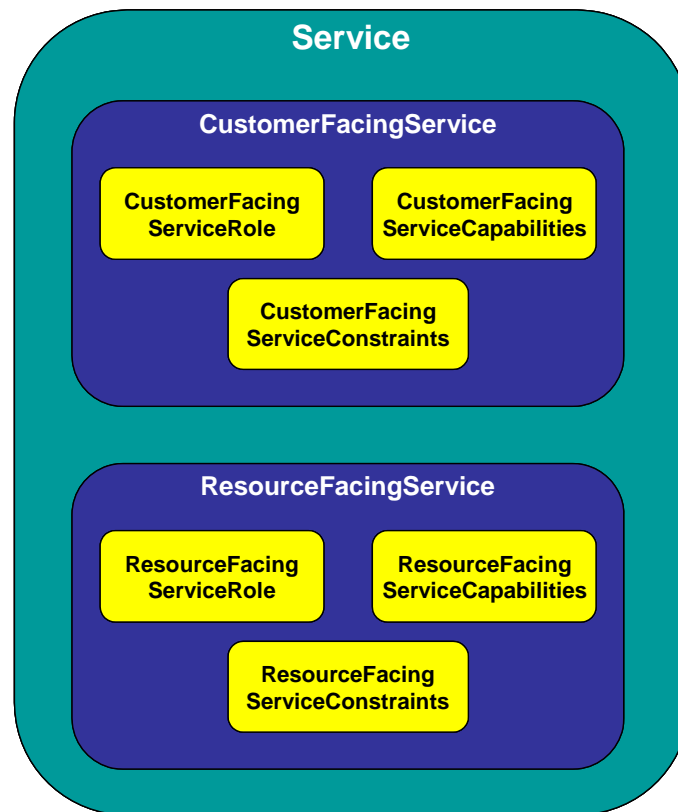 Service
CustomerFacingService
CustomerFacing
ServiceRole
CustomerFacing
ServiceCapabilities
CustomerFacing
ServiceConstraints
ResourceFacingService
ResourceFacing
ServiceRole
ResourceFacing
ServiceCapabilities
ResourceFacing
ServiceConstraints